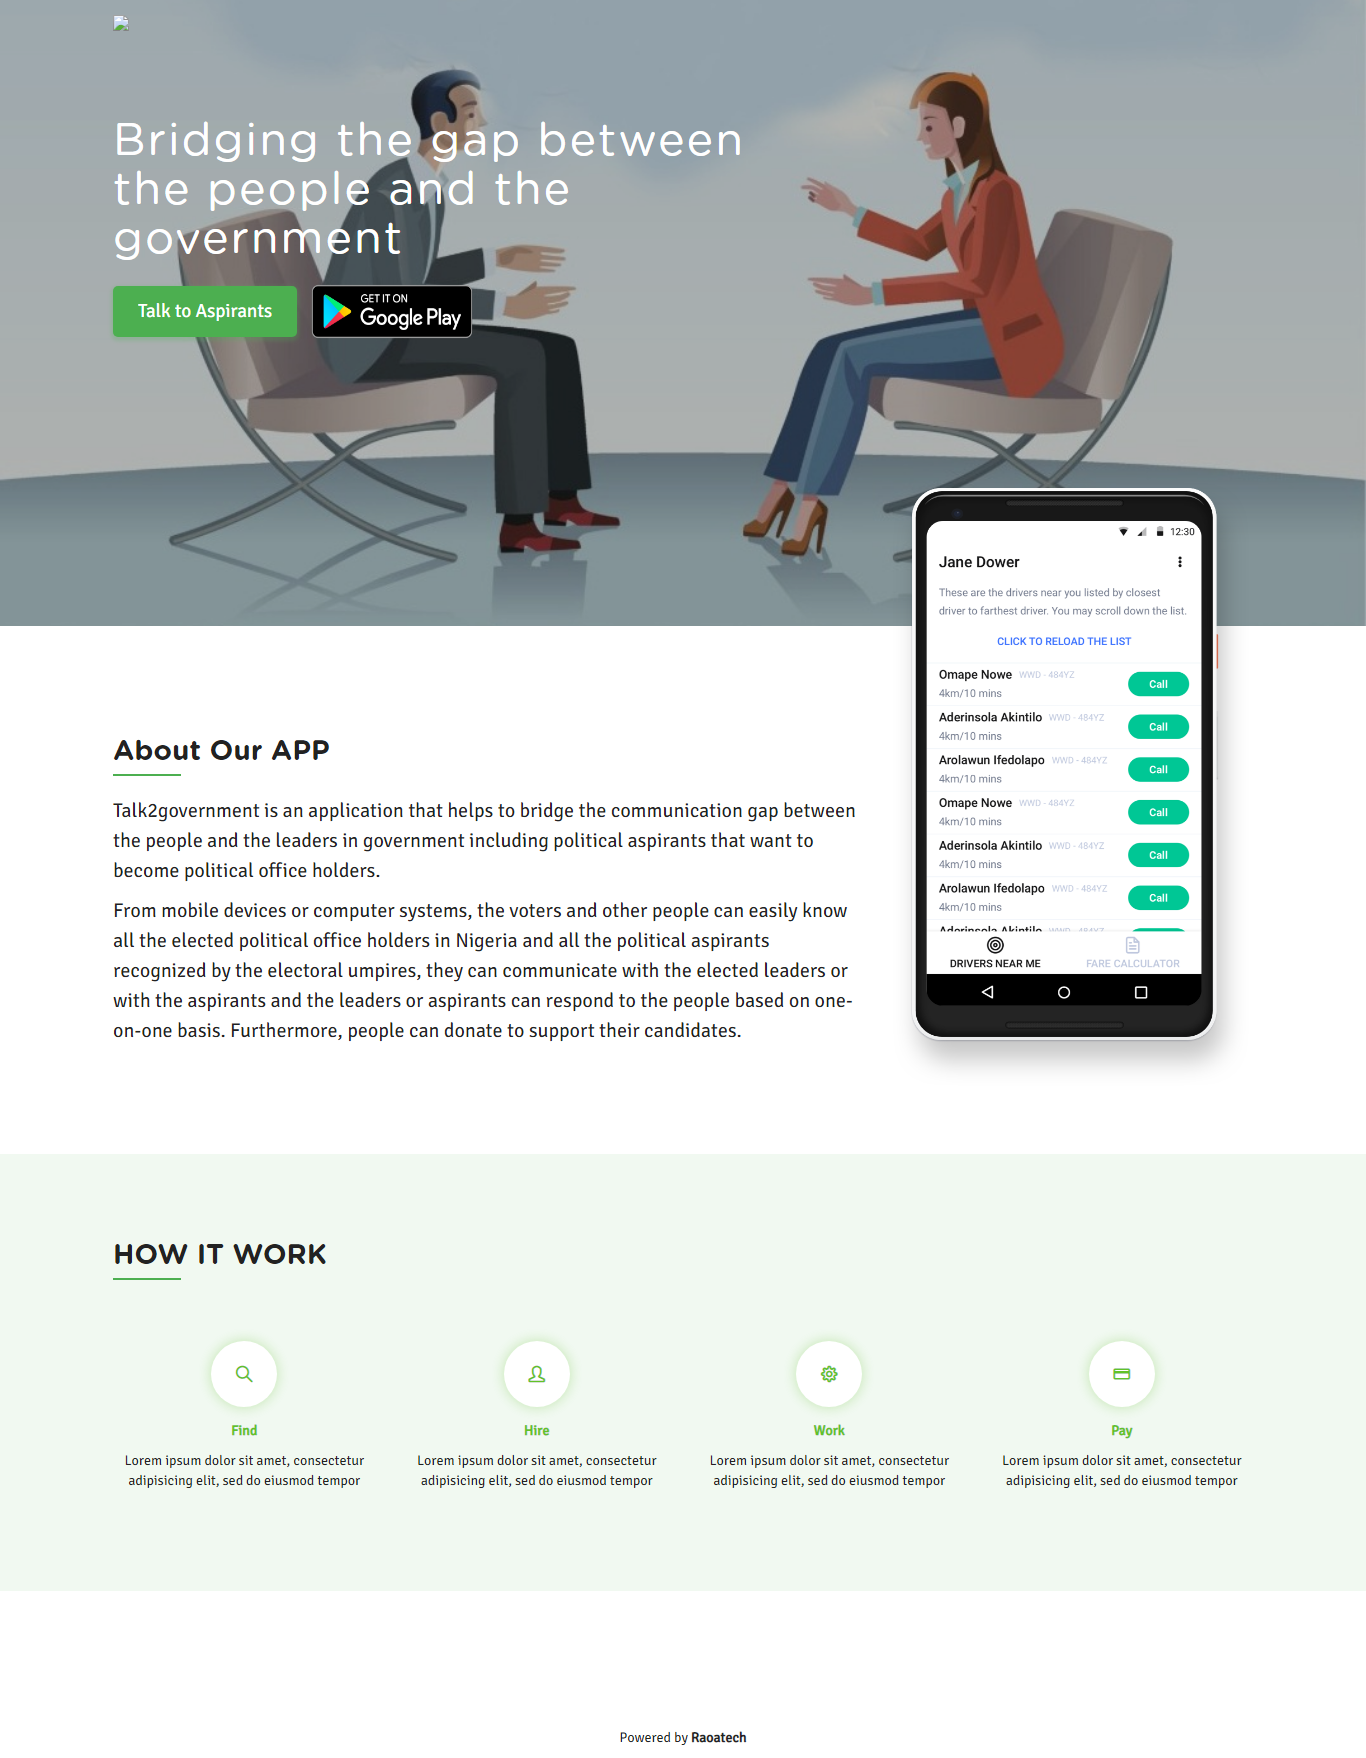 Bridging the gap between
the people and the
government
Talk to Aspirants
GET IT ON
Google Play
12:30
Jane Dower
These are the drivers near you listed by closest
driver to farthest driver. You may scroll down the list.
CLICK TO RELOAD THE LIST
Omape Nowe WWD - 484YZ
4km/10 mins
Call
Aderinsola Akintilo WWD - 484YZ
4km/10 mins
Call
Arolawun Ifedolapo WWD - 484YZ
4km/10 mins
Call
Omape Nowe WWD - 484YZ
4km/10 mins
Call
Aderinsola Akintilo WWD - 484YZ
4km/10 mins
Call
Arolawun Ifedolapo WWD - 484YZ
4km/10 mins
Call
Aderinsola Akintilo WWD - 484YZ
DRIVERS NEAR ME
FARE CALCULATOR
About Our APP
Talk2government is an application that helps to bridge the communication gap between
the people and the leaders in government including political aspirants that want to
become political office holders.
From mobile devices or computer systems, the voters and other people can easily know
all the elected political office holders in Nigeria and all the political aspirants
recognized by the electoral umpires, they can communicate with the elected leaders or
with the aspirants and the leaders or aspirants can respond to the people based on one-
on-one basis. Furthermore, people can donate to support their candidates.
HOW IT WORK
Find
Lorem ipsum dolor sit amet, consectetur
adipisicing elit, sed do eiusmod tempor
Hire
Lorem ipsum dolor sit amet, consectetur
adipisicing elit, sed do eiusmod tempor
Work
Lorem ipsum dolor sit amet, consectetur
adipisicing elit, sed do eiusmod tempor
Pay
Lorem ipsum dolor sit amet, consectetur
adipisicing elit, sed do eiusmod tempor
Powered by Raoatech